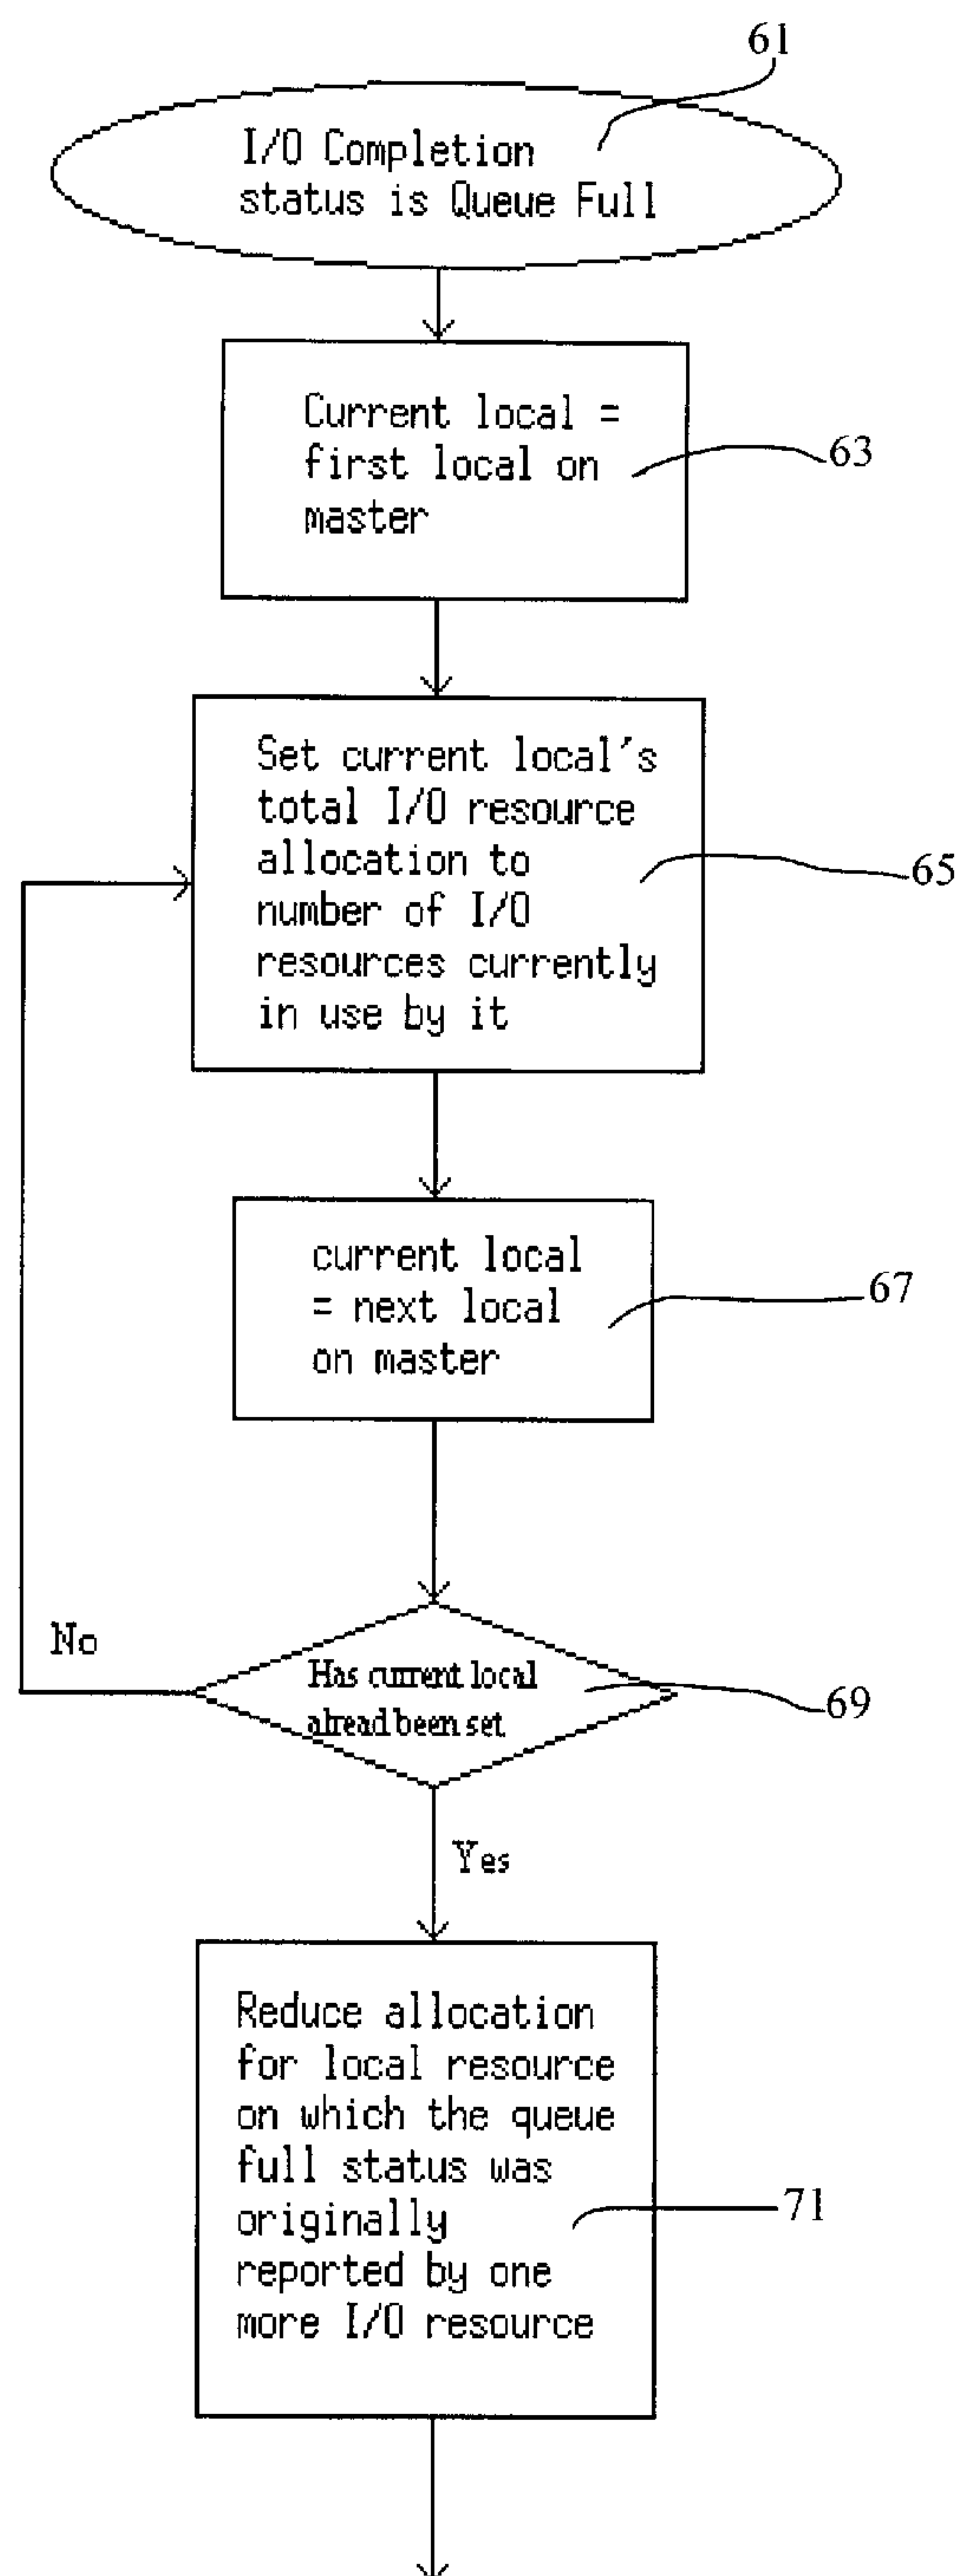 61
I/O Completion
status is Queue Full
Current local =
first local on
master
63
Set current local's
total I/O resource
allocation to
number of I/O
resources currently
in use by it
65
current local
= next local
on master
67
No
Has current local
alread been set
69
Yes
Reduce allocation
for local resource
on which the queue
full status was
originally
reported by one
more I/O resource
71